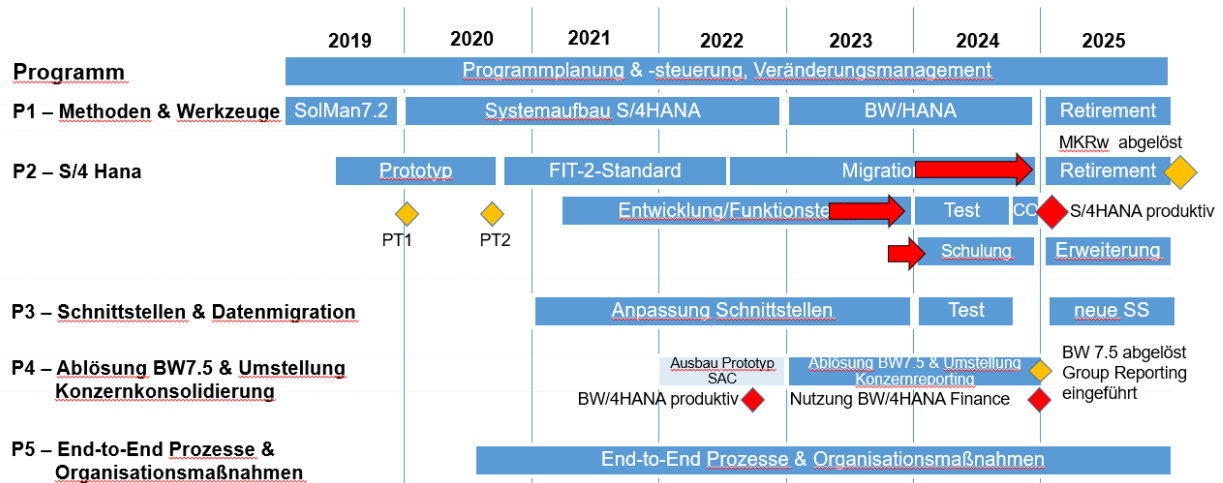 2019 2020 2021 2022 2023 2024 2025
Programm
Programmplanung & -steuerung, Veränderungsmanagement
P1 – Methoden & Werkzeuge
SolMan7.2
Systemaufbau S/4HANA
BW/HANA
Retirement
MKRw abgelöst
P2 – S/4 Hana
Prototyp
FIT-2-Standard
Migration
Retirement
PT1
PT2
Entwicklung/Funktionste
Test
CO
S/4HANA produktiv
Schulung
Erweiterung
P3 – Schnittstellen & Datenmigration
Anpassung Schnittstellen
Test
neue SS
P4 – Ablösung BW7.5 & Umstellung
Konzernkonsolidierung
Ausbau Prototyp
SAC
Ablösung BW7.5 & Umstellung
Konzernreporting
BW 7.5 abgelöst
Group Reporting
eingeführt
BW/4HANA produktiv
Nutzung BW/4HANA Finance
P5 – End-to-End Prozesse &
Organisationsmaßnahmen
End-to-End Prozesse & Organisationsmaßnahmen